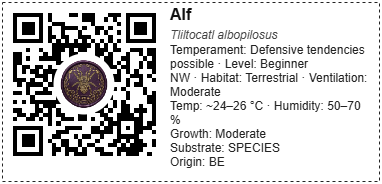 Alf
Tliltocatl albopilosus
Temperament: Defensive tendencies
possible · Level: Beginner
NW · Habitat: Terrestrial · Ventilation:
Moderate
Temp: ~24–26 °C · Humidity: 50–70
%
Growth: Moderate
Substrate: SPECIES
Origin: BE